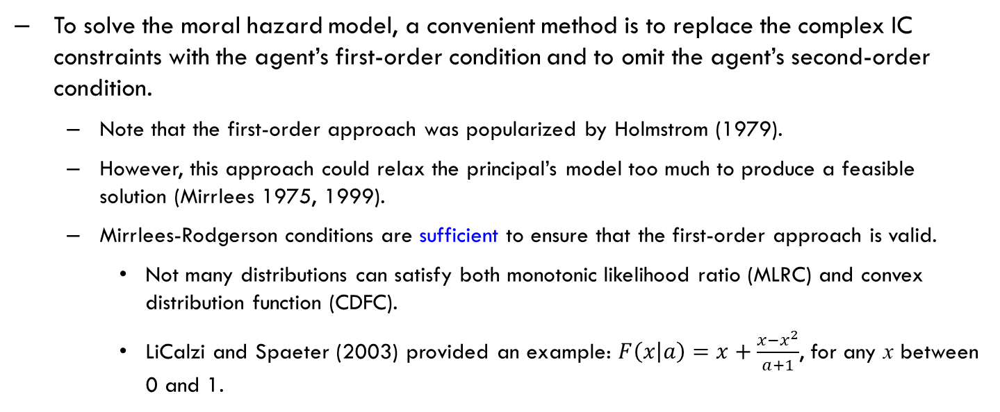 – To solve the moral hazard model, a convenient method is to replace the complex IC
constraints with the agent's first-order condition and to omit the agent's second-order
condition.
– Note that the first-order approach was popularized by Holmstrom (1979).
– However, this approach could relax the principal's model too much to produce a feasible
solution (Mirrlees 1975, 1999).
– Mirrlees-Rodgerson conditions are sufficient to ensure that the first-order approach is valid.
• Not many distributions can satisfy both monotonic likelihood ratio (MLRC) and convex
distribution function (CDFC).
• LiCalzi and Spaeter (2003) provided an example: $F(x|a) = x + \frac{x-x^2}{a+1}$, for any $x$ between
0 and 1.